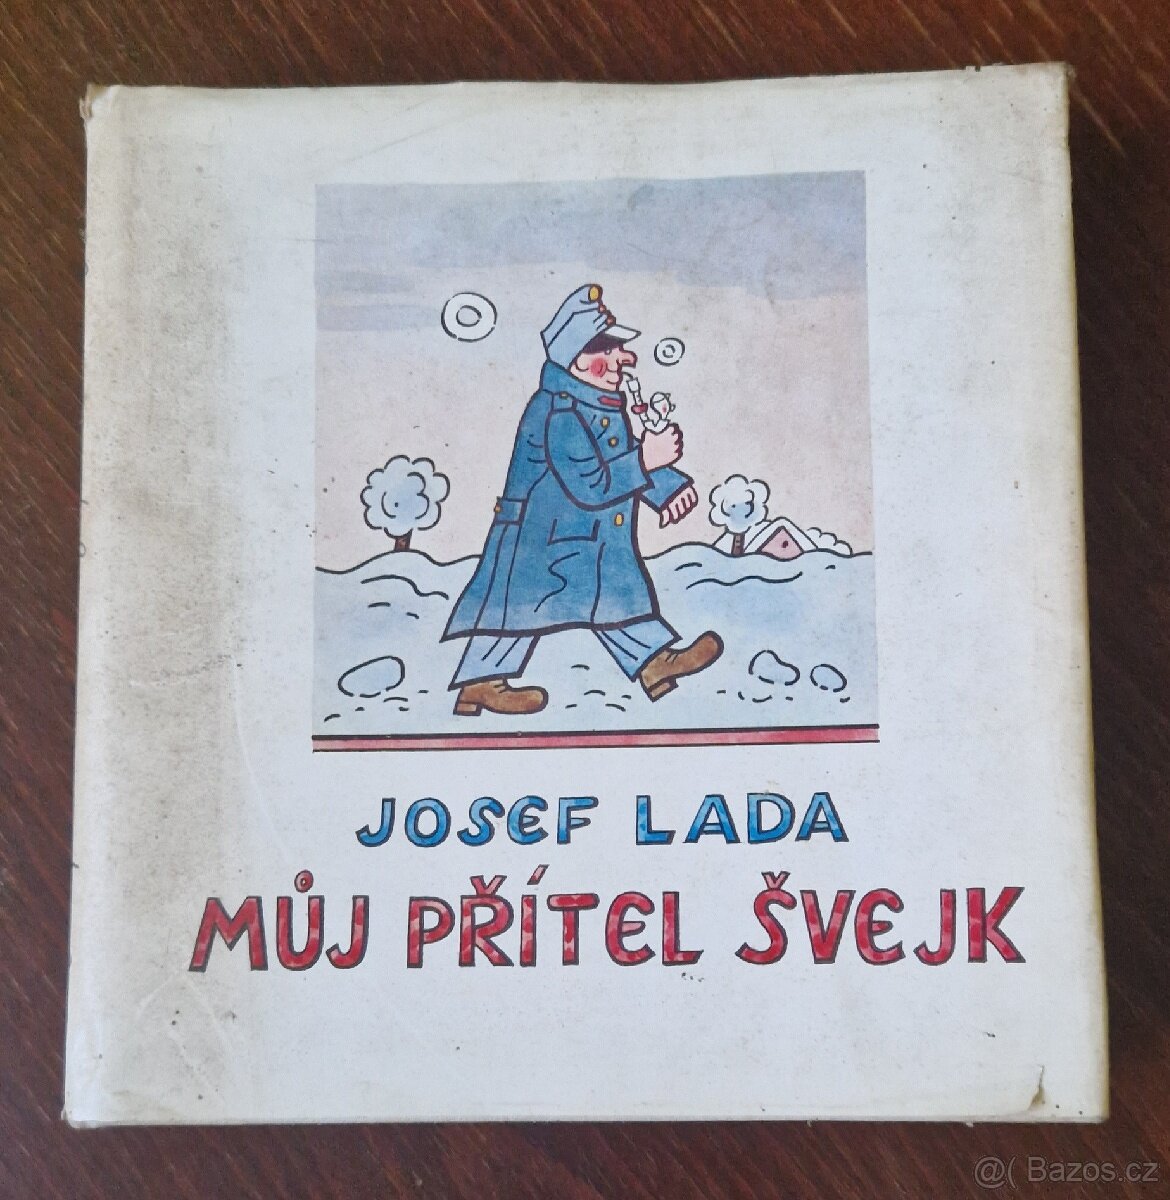 JOSEF LADA
MŮJ PŘÍTEL ŠVEJK
@( Bazos.cz